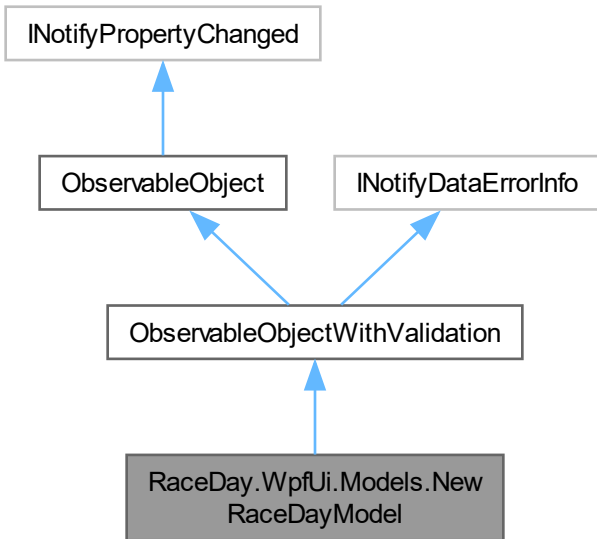 INotifyPropertyChanged
ObservableObject
INotifyDataErrorInfo
ObservableObjectWithValidation
RaceDay.WpfUi.Models.New
RaceDayModel